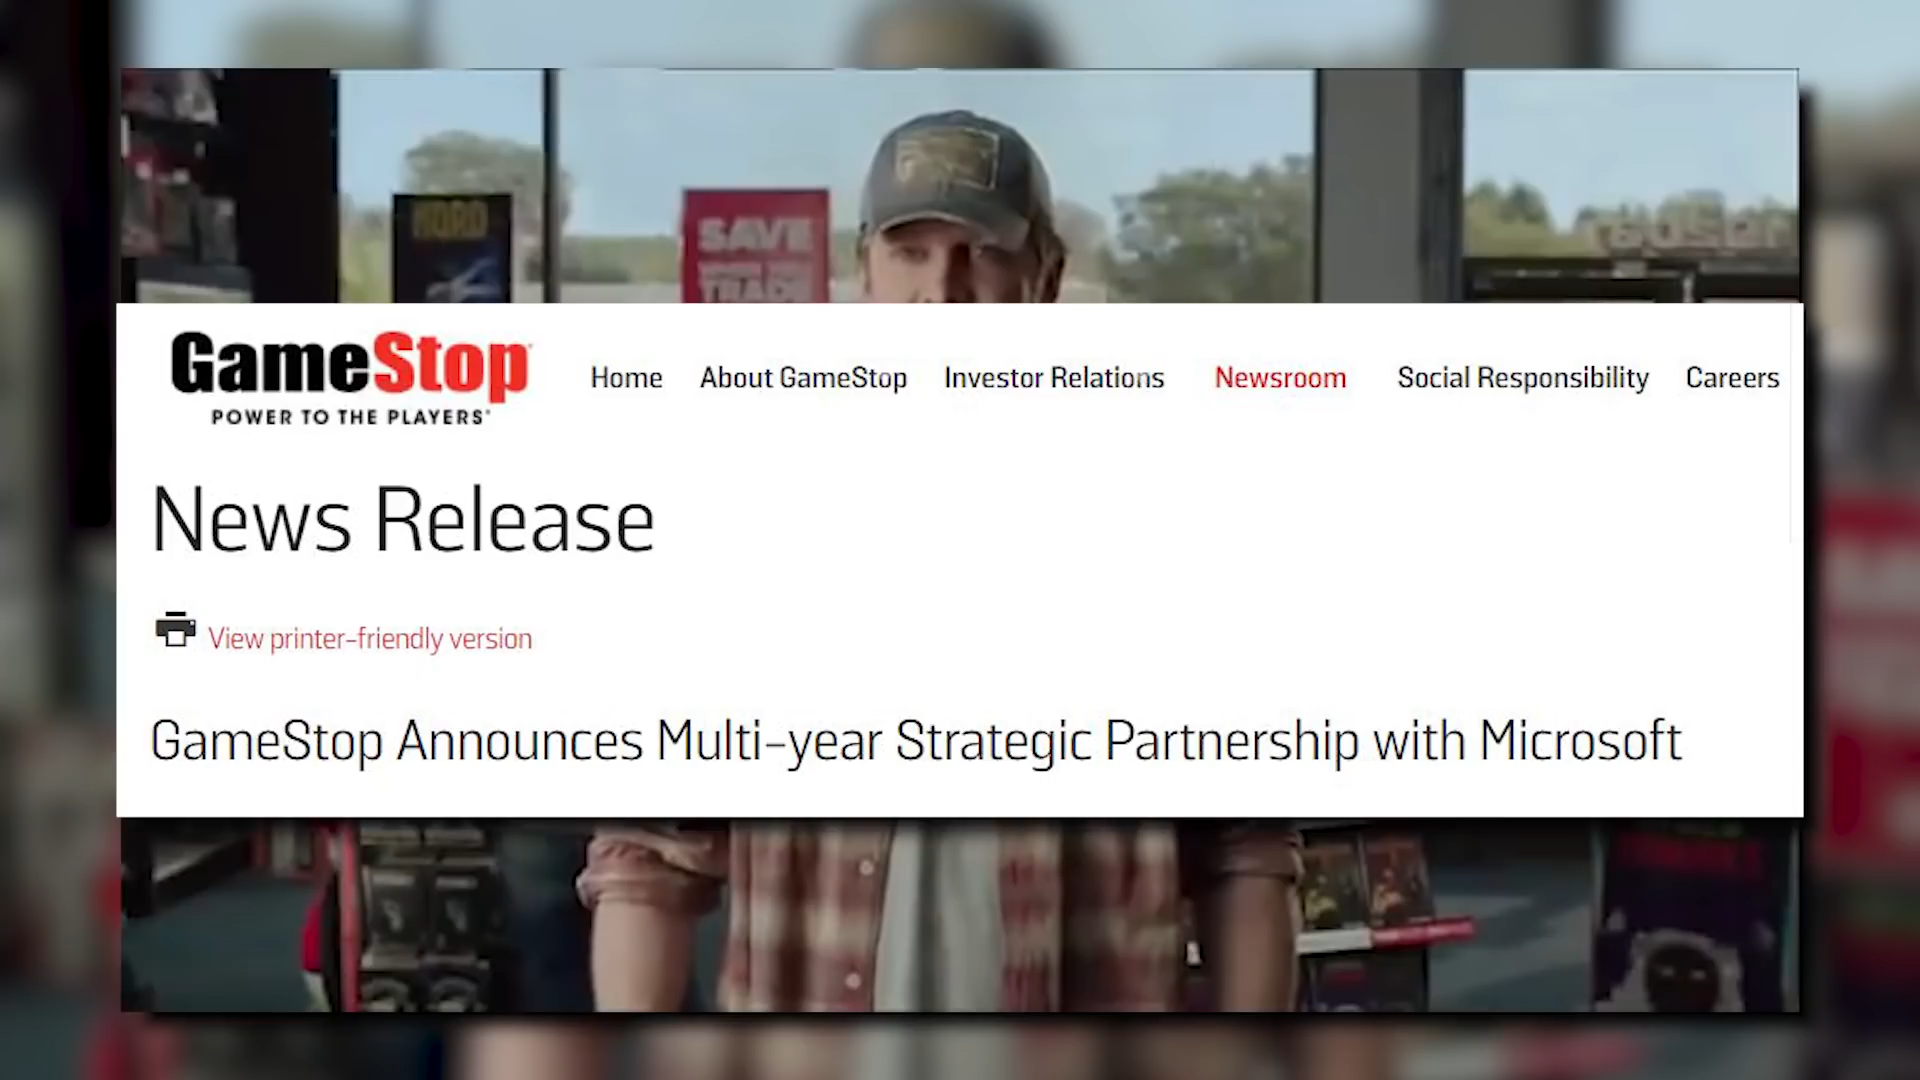 SAVE
TRADE
GameStop
POWER TO THE PLAYERS
Home About GameStop Investor Relations Newsroom Social Responsibility Careers
News Release
View printer-friendly version
GameStop Announces Multi-year Strategic Partnership with Microsoft